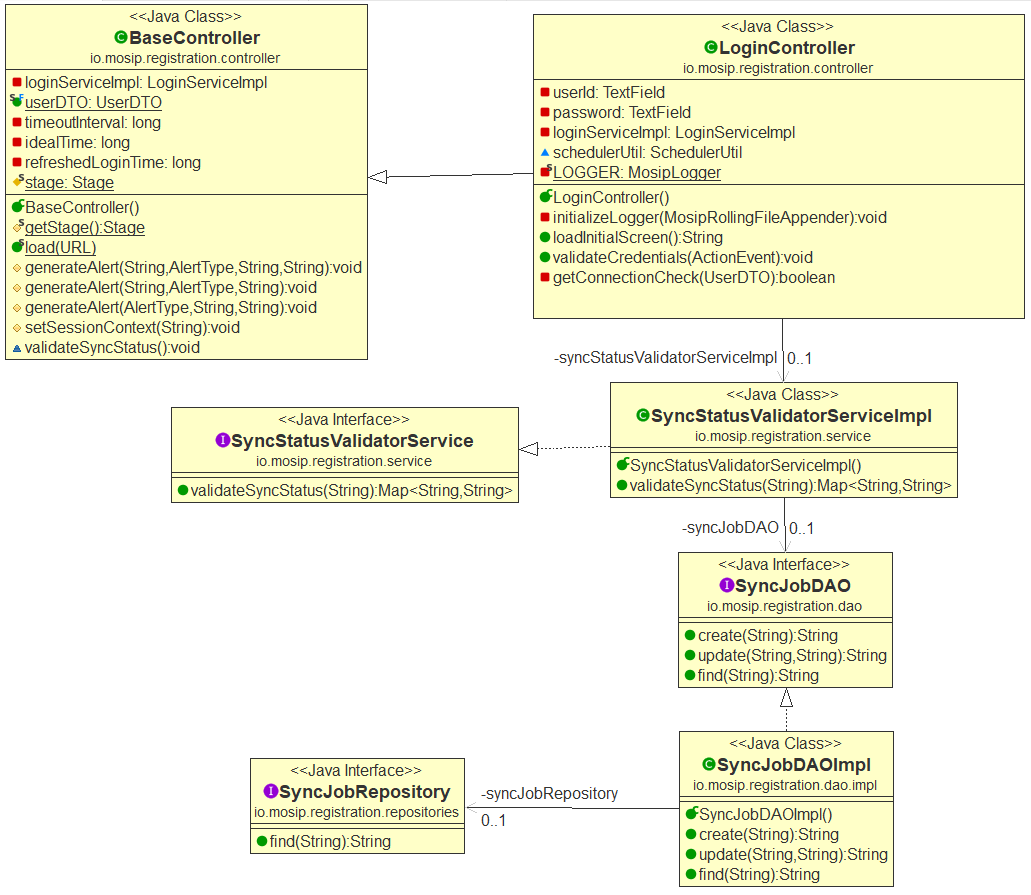 <<Java Class>>
BaseController
io.mosip.registration.controller
loginServiceImpl: LoginServiceImpl
userDTO: UserDTO
timeoutInterval: long
idealTime: long
refreshedLoginTime: long
stage: Stage
BaseController()
getStage():Stage
load(URL)
generateAlert(String,AlertType,String,String):void
generateAlert(String,AlertType,String):void
generateAlert(AlertType,String,String):void
setSessionContext(String):void
validateSyncStatus():void
<<Java Class>>
LoginController
io.mosip.registration.controller
userId: TextField
password: TextField
loginServiceImpl: LoginServiceImpl
schedulerUtil: SchedulerUtil
LOGGER: MosipLogger
LoginController()
initializeLogger(MosipRollingFileAppender):void
loadInitialScreen():String
validateCredentials(ActionEvent):void
getConnectionCheck(UserDTO):boolean
-syncStatusValidatorServiceImpl 0..1
<<Java Interface>>
SyncStatusValidatorService
io.mosip.registration.service
validateSyncStatus(String):Map<String,String>
<<Java Class>>
SyncStatusValidatorServiceImpl
io.mosip.registration.service
SyncStatusValidatorServiceImpl()
validateSyncStatus(String):Map<String,String>
-syncJobDAO 0..1
<<Java Interface>>
SyncJobDAO
io.mosip.registration.dao
create(String):String
update(String,String):String
find(String):String
<<Java Interface>>
SyncJobRepository
io.mosip.registration.repositories
find(String):String
-syncJobRepository
0..1
<<Java Class>>
SyncJobDAOImpl
io.mosip.registration.dao.impl
SyncJobDAOImpl()
create(String):String
update(String,String):String
find(String):String